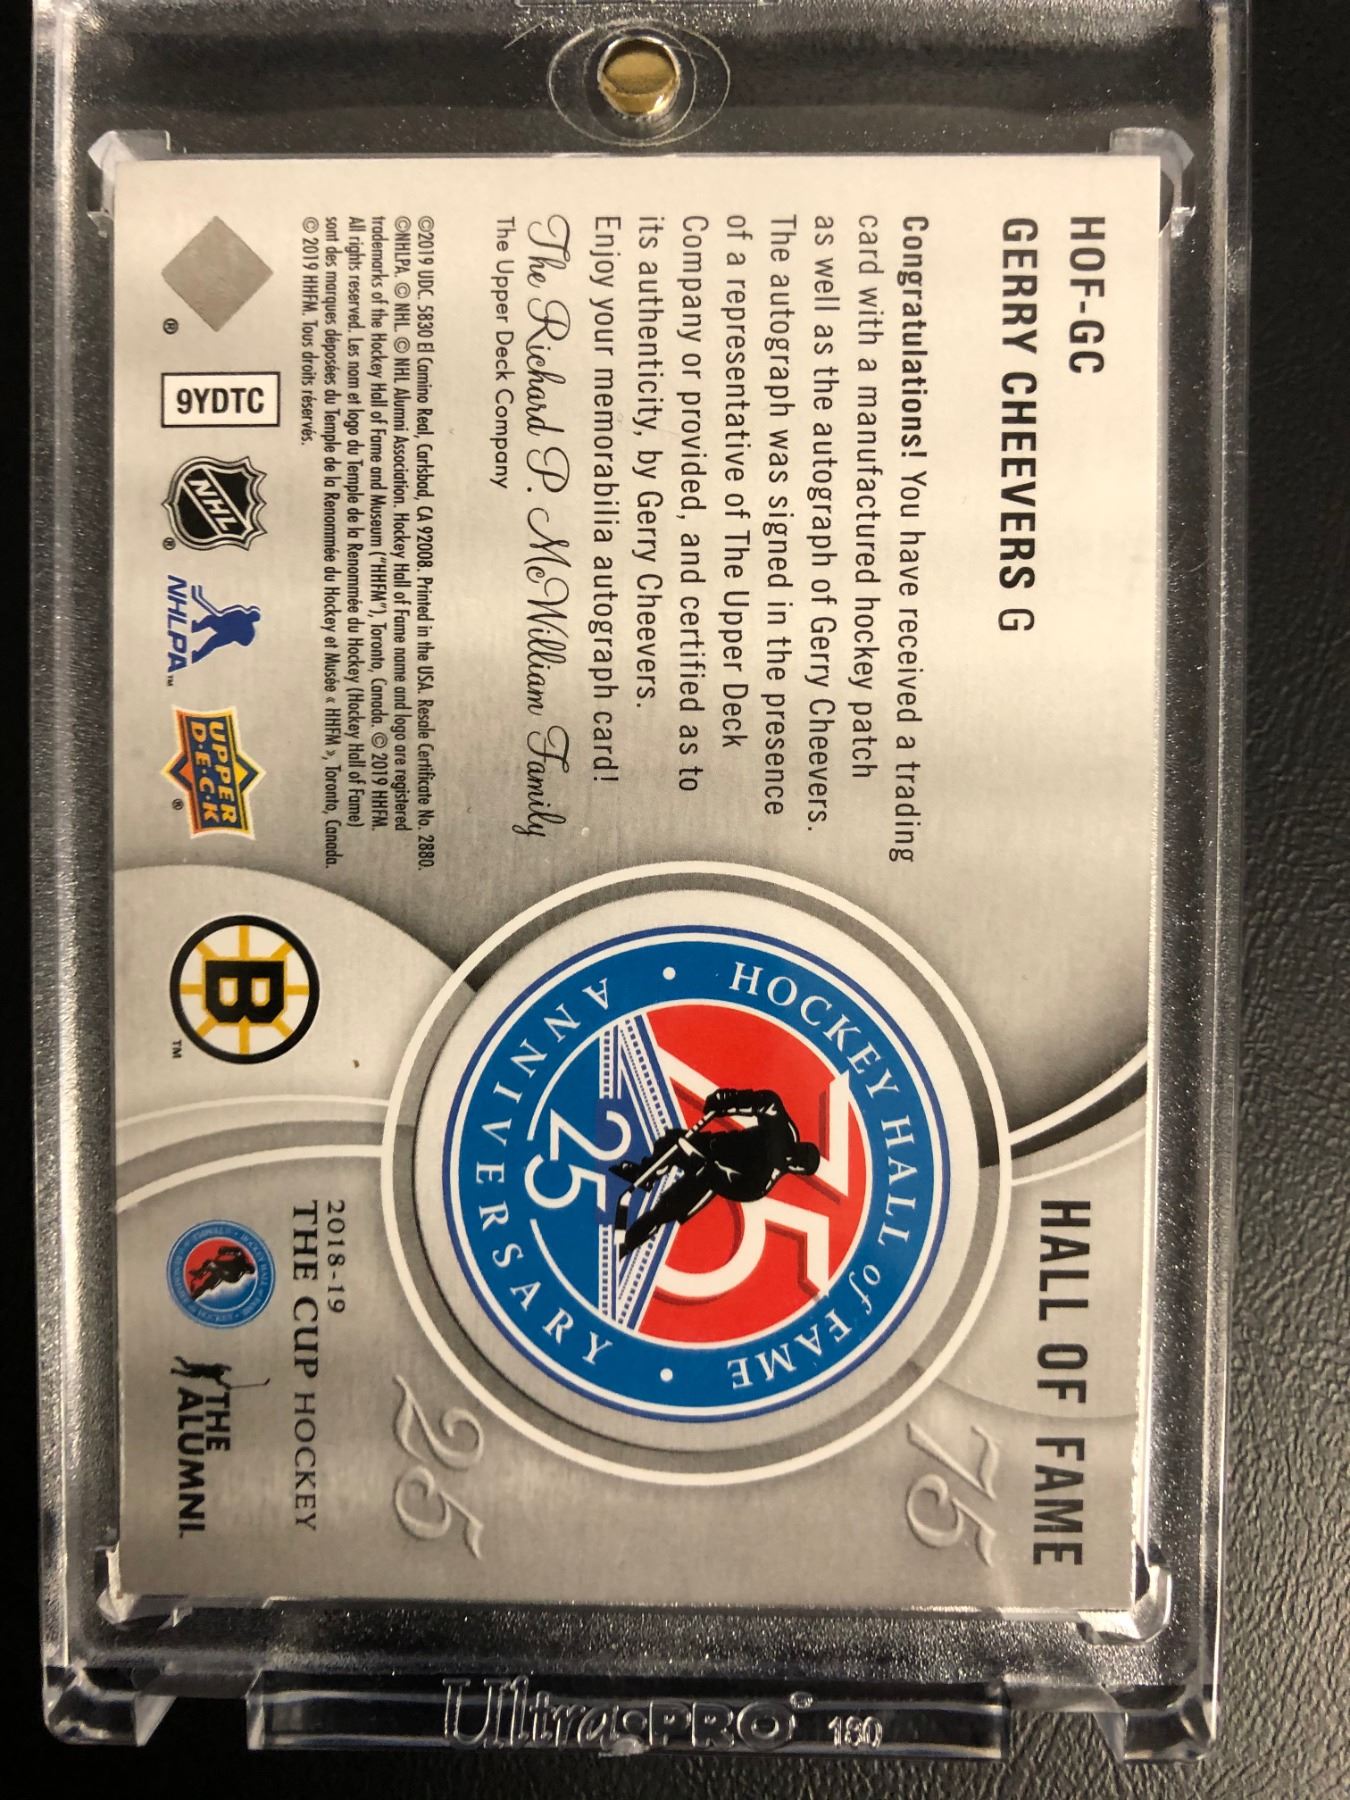 HOF-GC
GERRY CHEEVERS G
HALL OF FAME
Congratulations! You have received a trading
card with a manufactured hockey patch
as well as the autograph of Gerry Cheevers.
The autograph was signed in the presence
of a representative of The Upper Deck
Company or provided, and certified as to
its authenticity, by Gerry Cheevers.
Enjoy your memorabilia autograph card!
The Richard P. McWilliam Family
The Upper Deck Company
©2019 UDC. 5830 El Camino Real, Carlsbad, CA 92008. Printed in the USA. Resale Certificate No. 2880.
©NHLPA. © NHL. © NHL Alumni Association. Hockey Hall of Fame name and logo are registered
trademarks of the Hockey Hall of Fame and Museum ("HHFM"), Toronto, Canada. © 2019 HHFM.
All rights reserved. Les nom et logo du Temple de la Renommée du Hockey (Hockey Hall of Fame)
sont des marques déposées du Temple de la Renommée du Hockey et Musée « HHFM », Toronto, Canada.
© 2019 HHFM. Tous droits réservés.
HOCKEY HALL of FAME
75
25
ANNIVERSARY
75
25
2018-19
THE CUP HOCKEY
®
9YDTC
NHL ®
NHLPA™
UPPER
D·E·C·K ®
B ™
THE
ALUMNI.
Ultra·PRO® 180